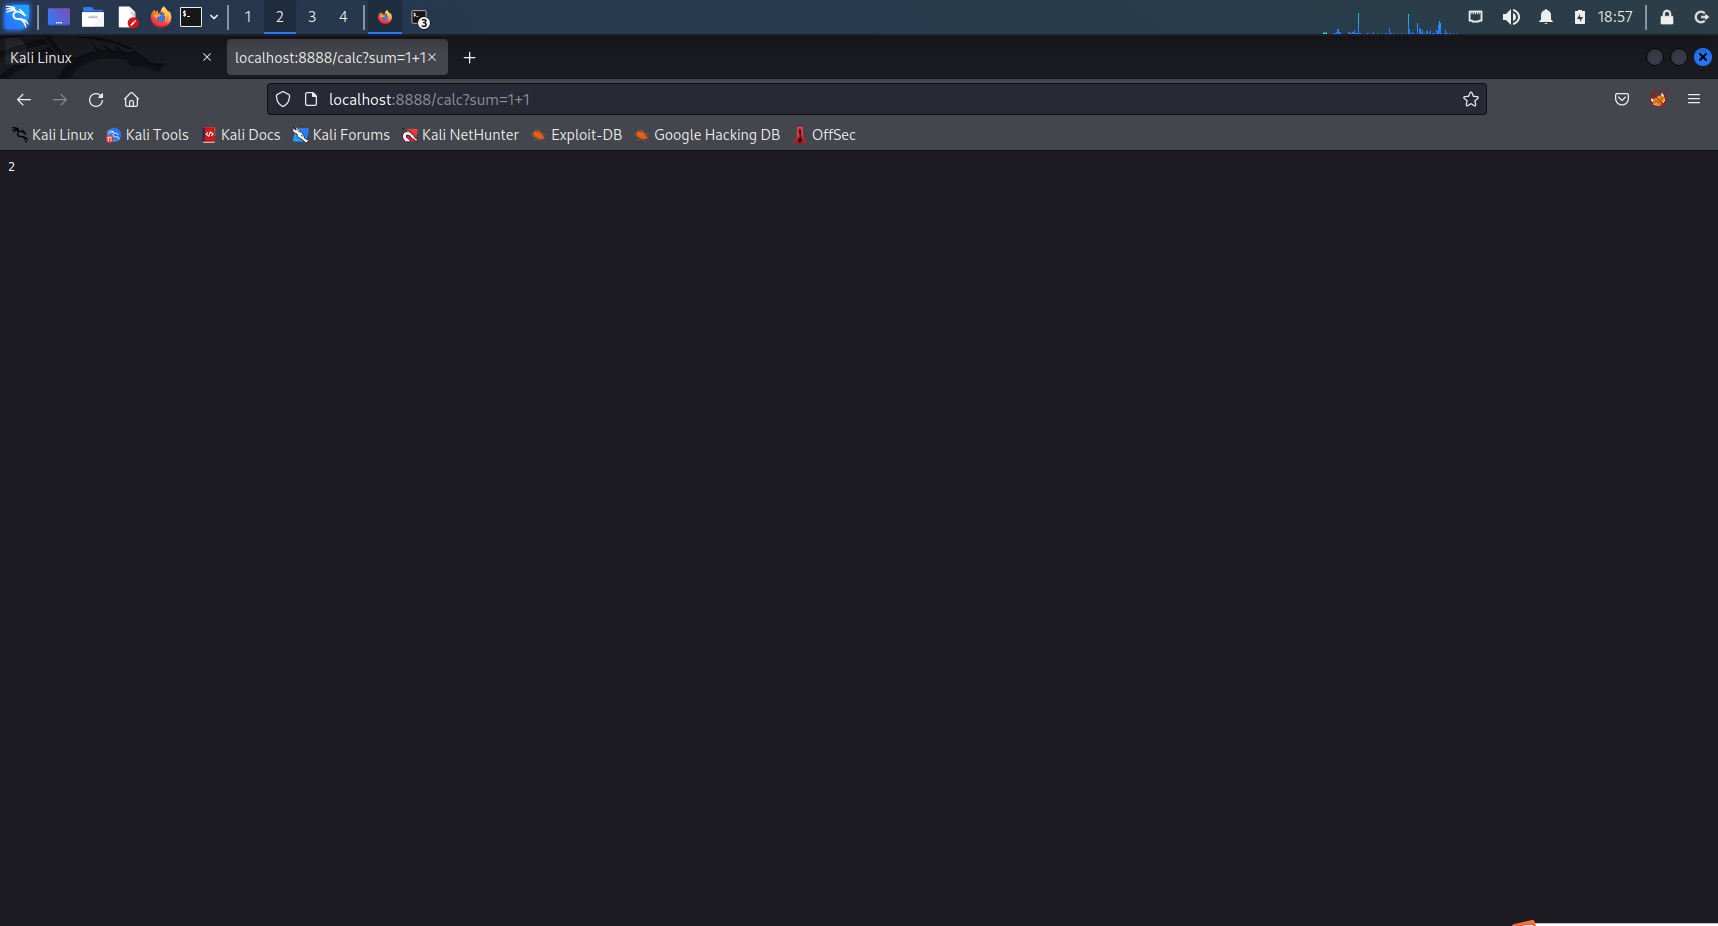 1 2 3 4 3 18:57
Kali Linux localhost:8888/calc?sum=1+1
localhost:8888/calc?sum=1+1
Kali Linux Kali Tools Kali Docs Kali Forums Kali NetHunter Exploit-DB Google Hacking DB OffSec
2